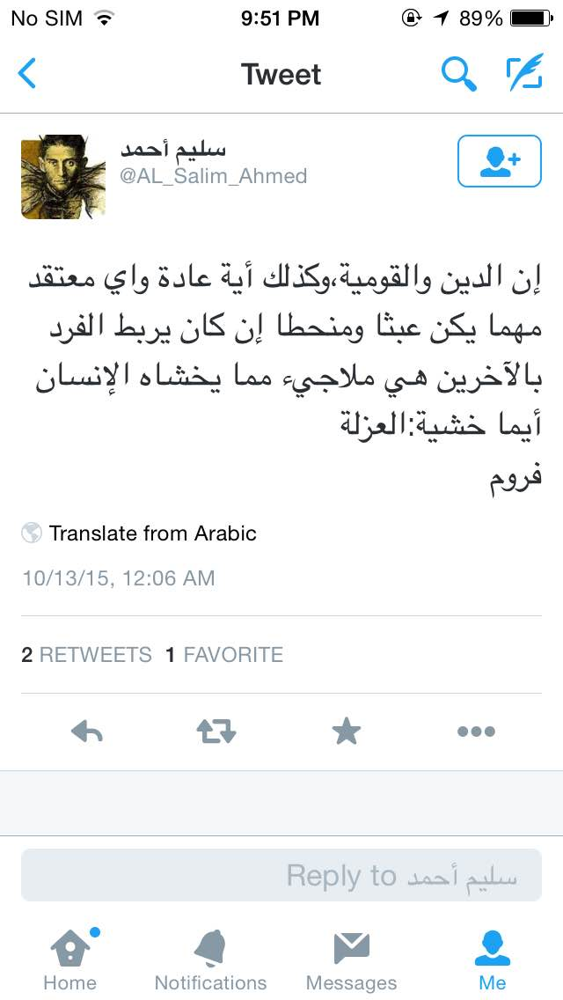 No SIM 9:51 PM 89%
Tweet
سليم أحمد
@AL_Salim_Ahmed
إن الدين والقومية،وكذلك أية عادة واي معتقد
مهما يكن عبثا ومنحطا إن كان يربط الفرد
بالآخرين هي ملاجيء مما يخشاه الإنسان
أيما خشية:العزلة
فروم
Translate from Arabic
10/13/15, 12:06 AM
2 RETWEETS 1 FAVORITE
Reply to سليم أحمد
Home Notifications Messages Me